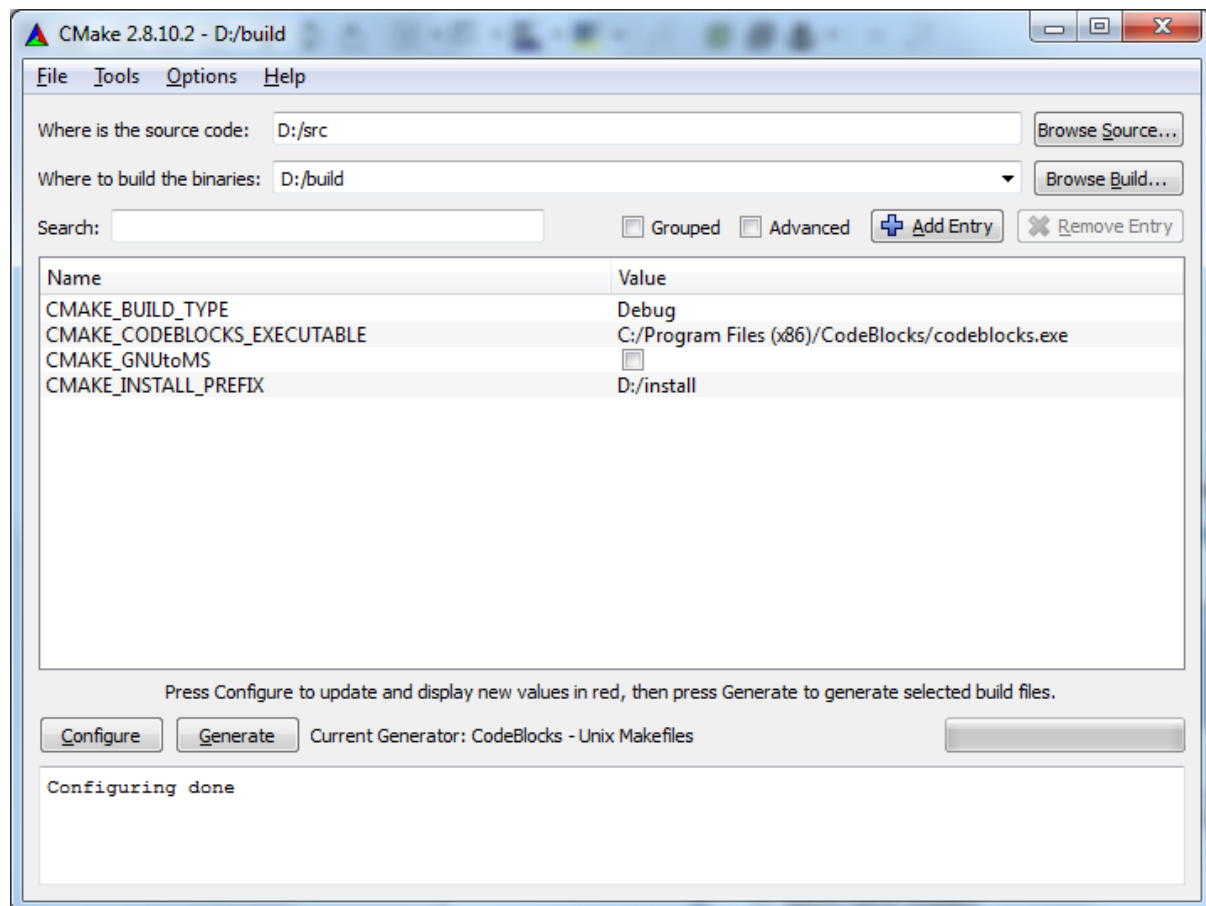 CMake 2.8.10.2 - D:/build
File Tools Options Help
Where is the source code: D:/src Browse Source...
Where to build the binaries: D:/build Browse Build...
Search: Grouped Advanced Add Entry Remove Entry
Name Value
CMAKE_BUILD_TYPE Debug
CMAKE_CODEBLOCKS_EXECUTABLE C:/Program Files (x86)/CodeBlocks/codeblocks.exe
CMAKE_GNUtoMS
CMAKE_INSTALL_PREFIX D:/install
Press Configure to update and display new values in red, then press Generate to generate selected build files.
Configure Generate Current Generator: CodeBlocks - Unix Makefiles
Configuring done